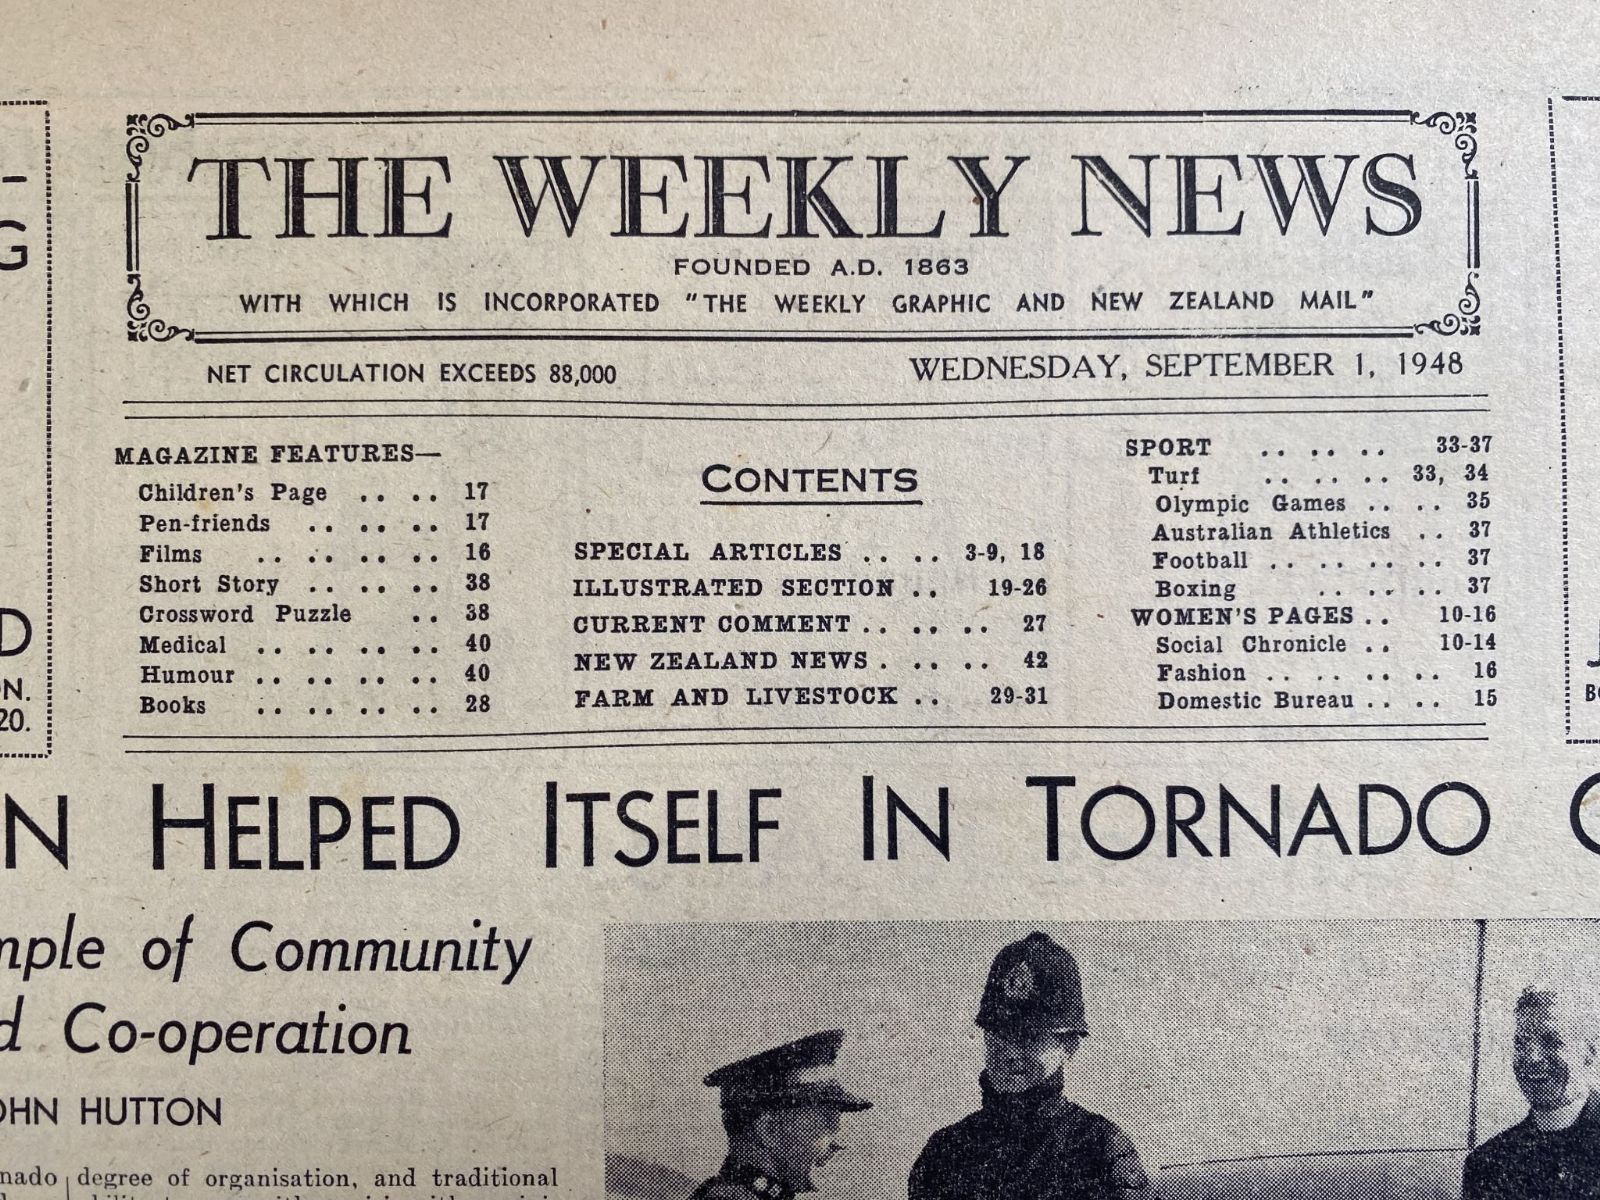 THE WEEKLY NEWS
FOUNDED A.D. 1863
WITH WHICH IS INCORPORATED "THE WEEKLY GRAPHIC AND NEW ZEALAND MAIL"
NET CIRCULATION EXCEEDS 88,000
WEDNESDAY, SEPTEMBER 1, 1948
MAGAZINE FEATURES—
Children's Page .. .. 17
Pen-friends .. .. .. 17
Films .. .. .. .. 16
Short Story .. .. .. 38
Crossword Puzzle .. 38
Medical .. .. .. .. 40
Humour .. .. .. .. 40
Books .. .. .. .. 28
CONTENTS
SPECIAL ARTICLES .. .. 3-9, 18
ILLUSTRATED SECTION .. 19-26
CURRENT COMMENT .. .. .. 27
NEW ZEALAND NEWS . .. .. 42
FARM AND LIVESTOCK .. 29-31
SPORT .. .. .. 33-37
Turf .. .. .. 33, 34
Olympic Games .. .. 35
Australian Athletics .. 37
Football .. .. .. .. 37
Boxing .. .. .. 37
WOMEN'S PAGES .. 10-16
Social Chronicle .. 10-14
Fashion .. .. .. .. 16
Domestic Bureau .. .. 15
G
D
ON.
20.
BO
N HELPED ITSELF IN TORNADO
mple of Community
d Co-operation
OHN HUTTON
nado
degree of organisation, and traditional